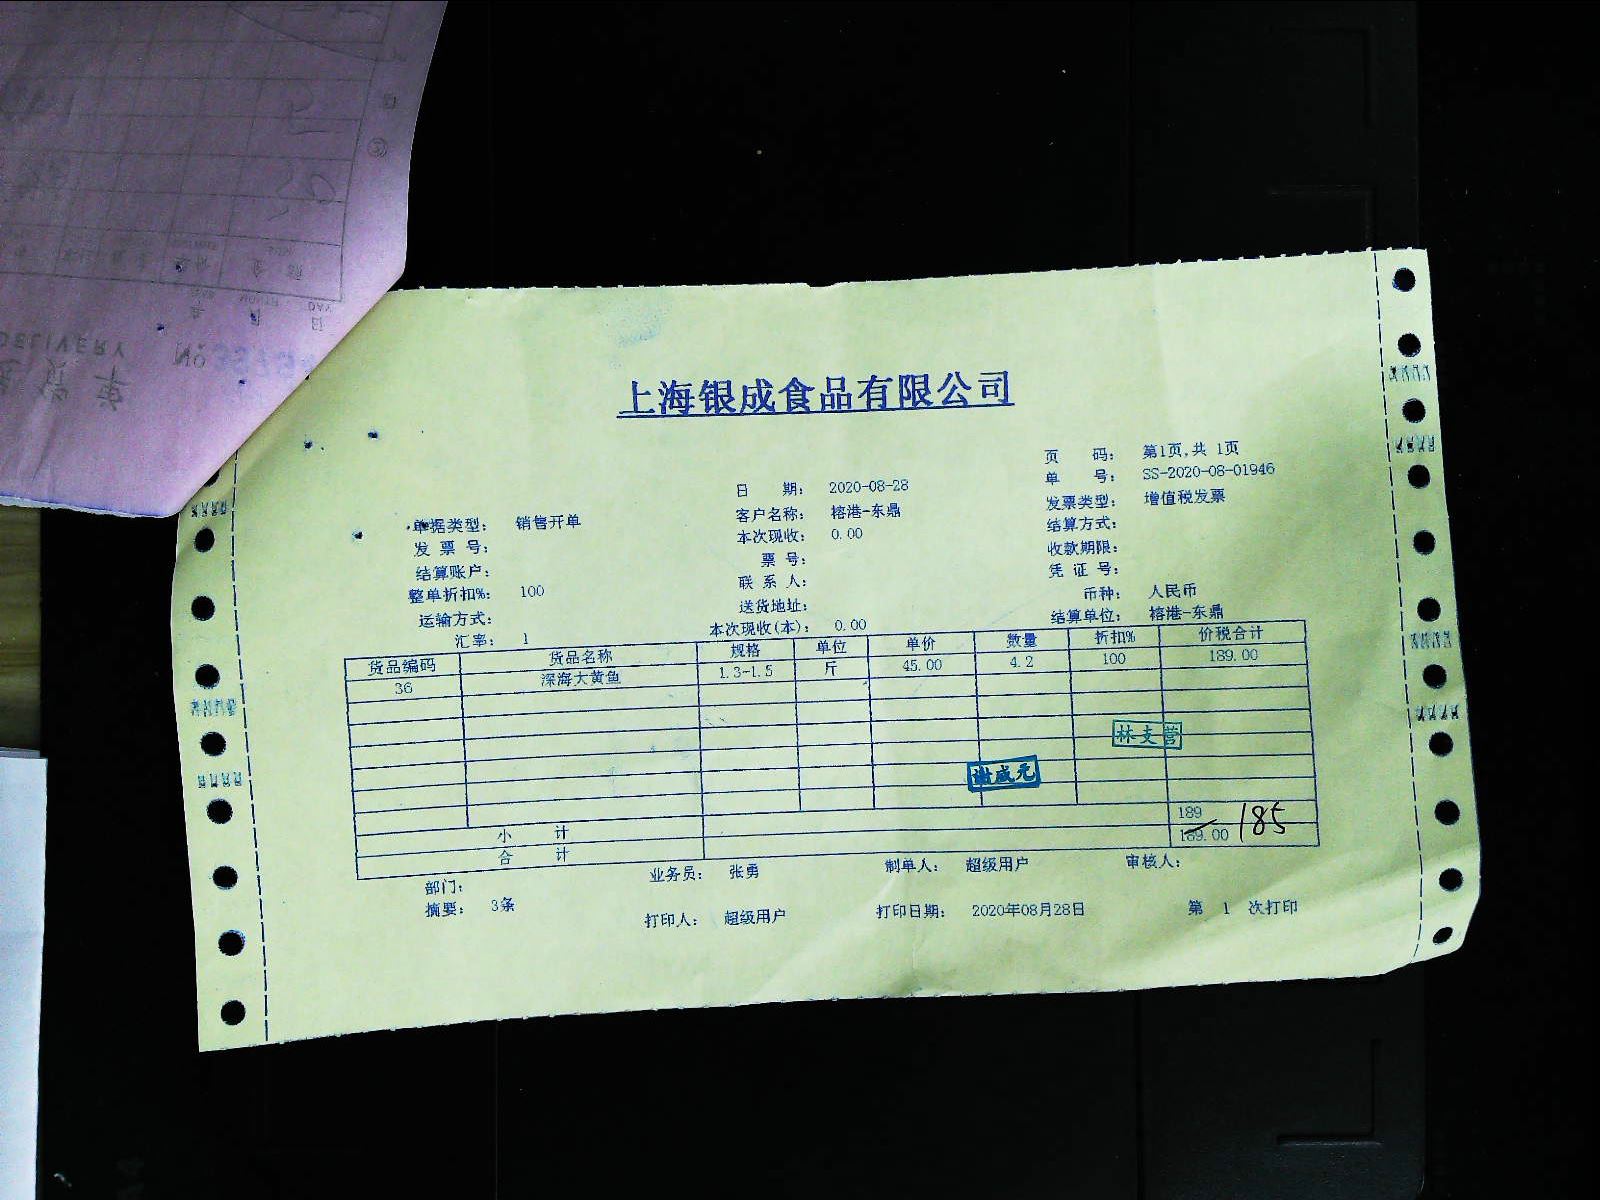 上海银成食品有限公司
页 码: 第1页,共 1页
日 期: 2020-08-28 单 号: SS-2020-08-01946
单据类型: 销售开单 客户名称: 榕港-东鼎 发票类型: 增值税发票
发 票 号: 本次现收: 0.00 结算方式:
结算账户: 票 号: 收款期限:
整单折扣%: 100 联 系 人: 凭 证 号:
运输方式: 送货地址: 币种: 人民币
汇率: 1 本次现收(本): 0.00 结算单位: 榕港-东鼎
货品编码 货品名称 规格 单位 单价 数量 折扣% 价税合计
36 深海大黄鱼 1.3-1.5 斤 45.00 4.2 100 189.00
林支营
谢咸元
小 计 189
合 计 189.00 185
部门: 业务员: 张勇 制单人: 超级用户 审核人:
摘要: 3条 打印人: 超级用户 打印日期: 2020年08月28日 第 1 次打印
DELIVERY